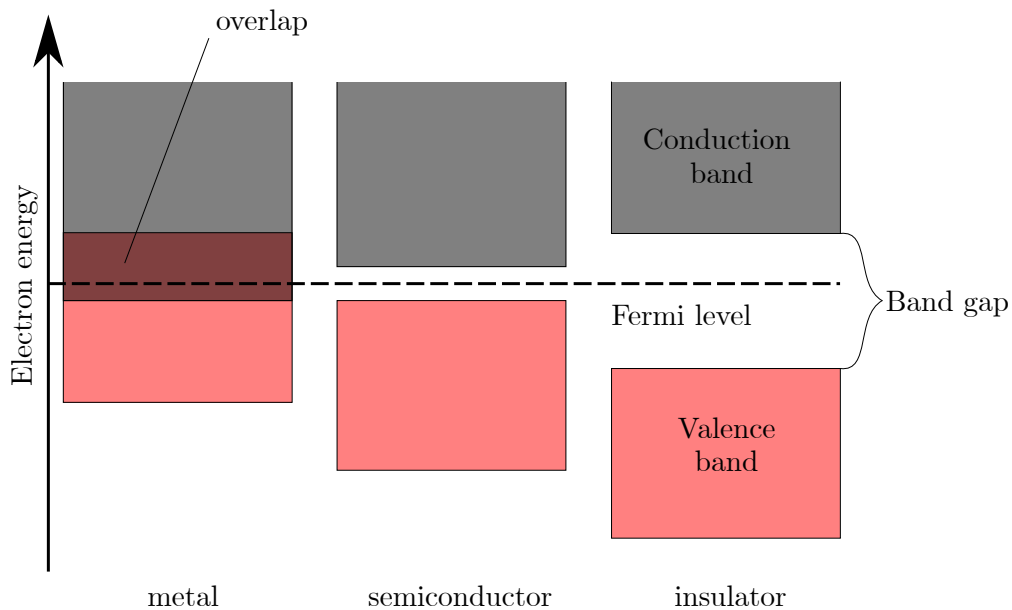 overlap
Electron energy
Conduction
band
Fermi level
Band gap
Valence
band
metal
semiconductor
insulator